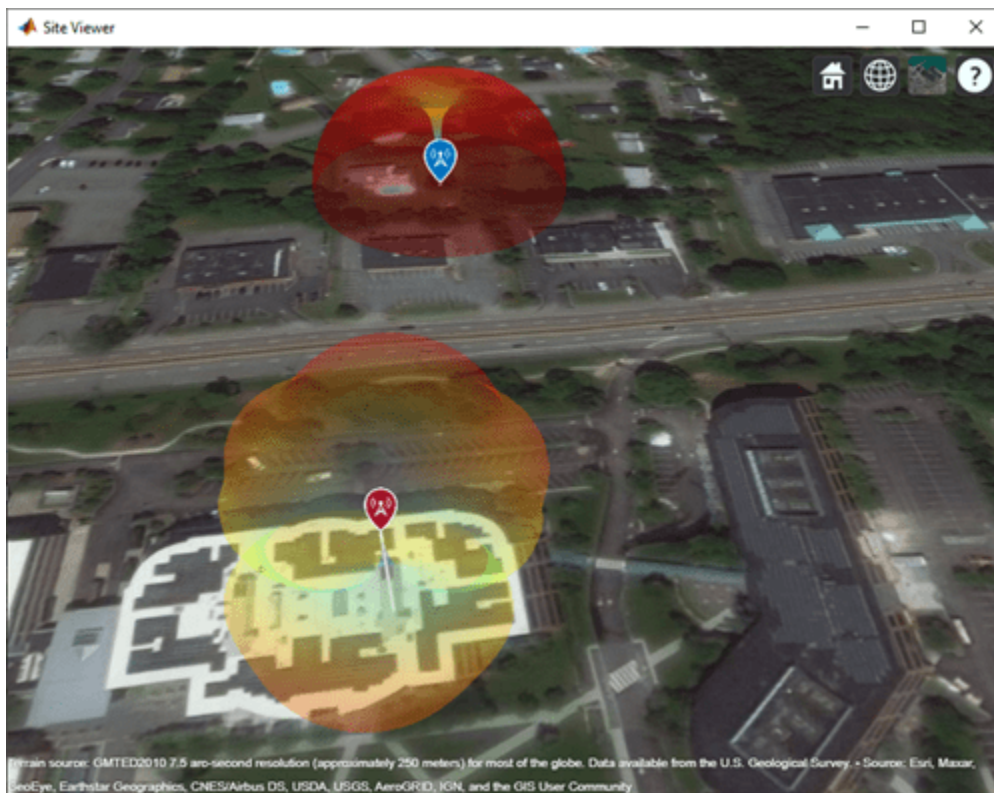 Site Viewer
?
Terrain source: GMTED2010 7.5 arc-second resolution (approximately 250 meters) for most of the globe. Data available from the U.S. Geological Survey. • Source: Esri, Maxar,
GeoEye, Earthstar Geographics, CNES/Airbus DS, USDA, USGS, AeroGRID, IGN, and the GIS User Community